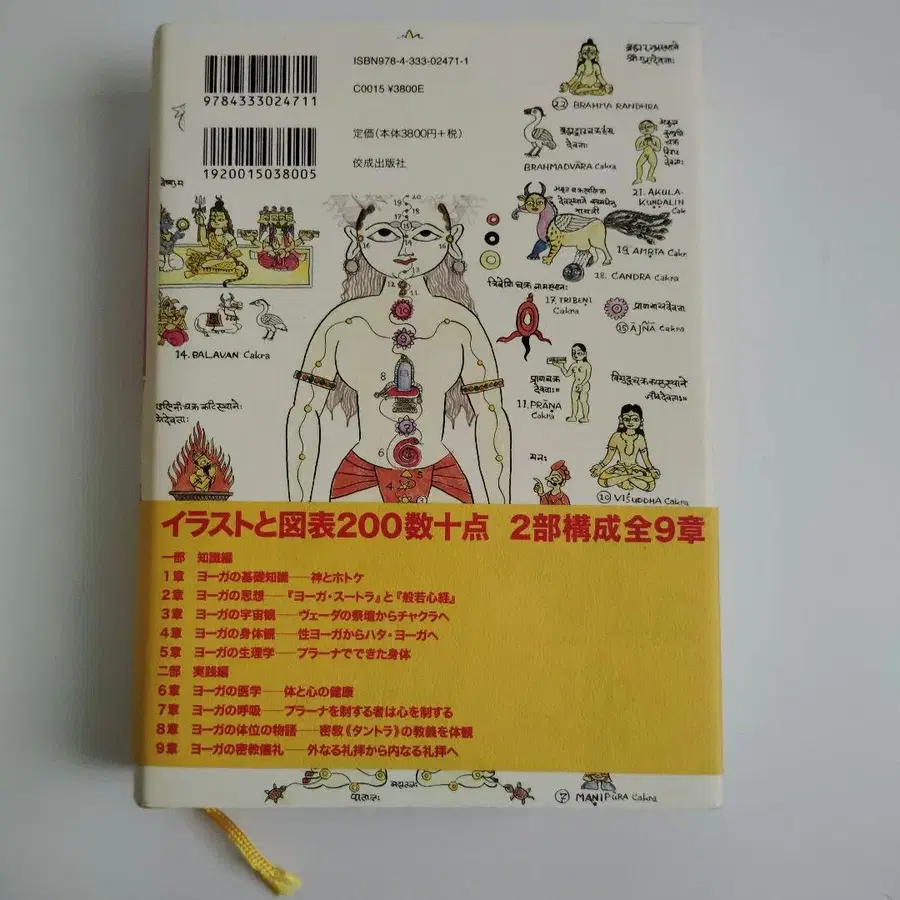 ISBN978-4-333-02471-1
C0015 ¥3800E
9784333024711
定価(本体3800円+税)
佼成出版社
1920015038005
22 BRAHMA RANDHRA
BRAHMADVĀRA Cakra
21. AKULA-
KUṆDALIN
Cak
19. AMṚTA Cakr
18. CANDRA Cakra
17. TRIBEṆI
Cakra
15 ĀJÑĀ Cakr
14. BALAVAN Cakra
11. PRĀṆA
Cakra
10 VIŚUDDHA Cakra
イラストと図表200数十点 2部構成全9章
一部 知識編
1章 ヨーガの基礎知識──神とホトケ
2章 ヨーガの思想──『ヨーガ・スートラ』と『般若心経』
3章 ヨーガの宇宙観──ヴェーダの祭壇からチャクラへ
4章 ヨーガの身体観──性ヨーガからハタ・ヨーガへ
5章 ヨーガの生理学──プラーナでできた身体
二部 実践編
6章 ヨーガの医学──体と心の健康
7章 ヨーガの呼吸──プラーナを制する者は心を制する
8章 ヨーガの体位の物語──密教《タントラ》の教義を体観
9章 ヨーガの密教儀礼──外なる礼拝から内なる礼拝へ
7 MAṆIPŪRA Cakra